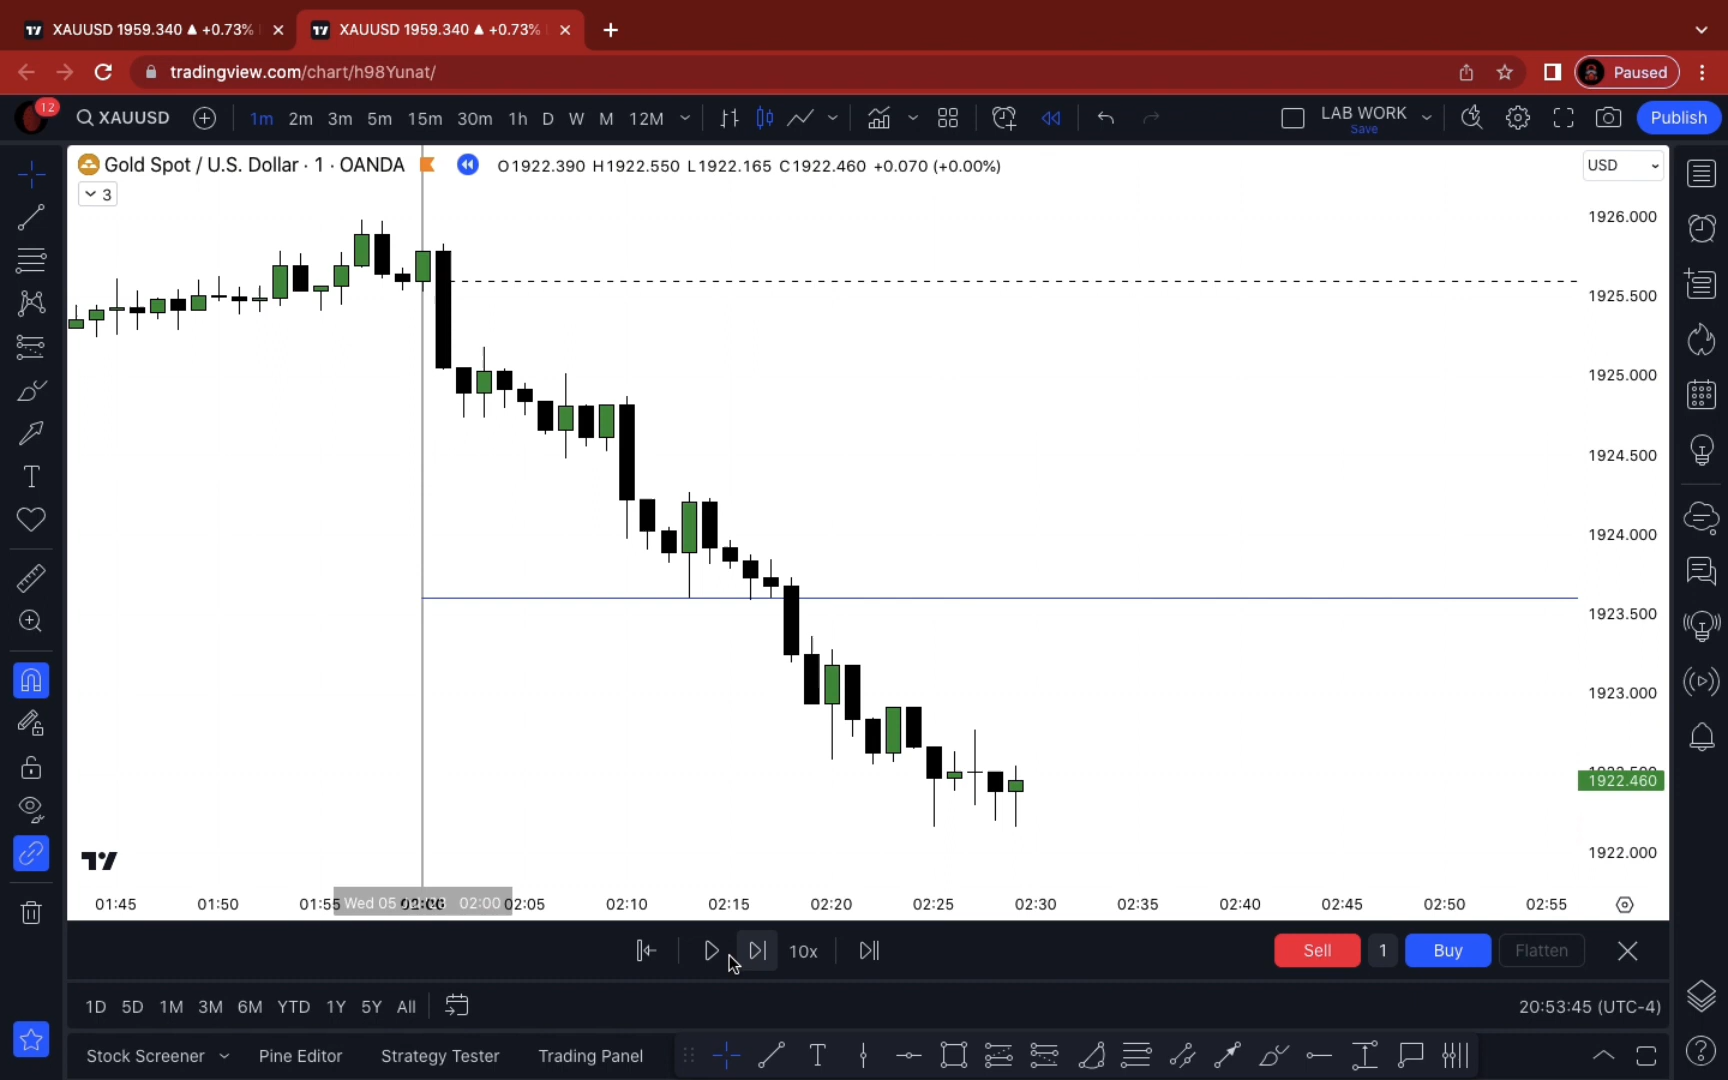 XAUUSD 1959.340 ▲ +0.73%
XAUUSD 1959.340 ▲ +0.73%
tradingview.com/chart/h98Yunat/
Paused
12
XAUUSD
1m 2m 3m 5m 15m 30m 1h D W M 12M
LAB WORK
Save
Publish
Gold Spot / U.S. Dollar · 1 · OANDA
O1922.390 H1922.550 L1922.165 C1922.460 +0.070 (+0.00%)
USD
3
1926.000
1925.500
1925.000
1924.500
1924.000
1923.500
1923.000
1922.460
1922.000
01:45 01:50 01:55 Wed 05 02:00 02:05 02:10 02:15 02:20 02:25 02:30 02:35 02:40 02:45 02:50 02:55
10x
Sell 1 Buy Flatten
1D 5D 1M 3M 6M YTD 1Y 5Y All
20:53:45 (UTC-4)
Stock Screener Pine Editor Strategy Tester Trading Panel